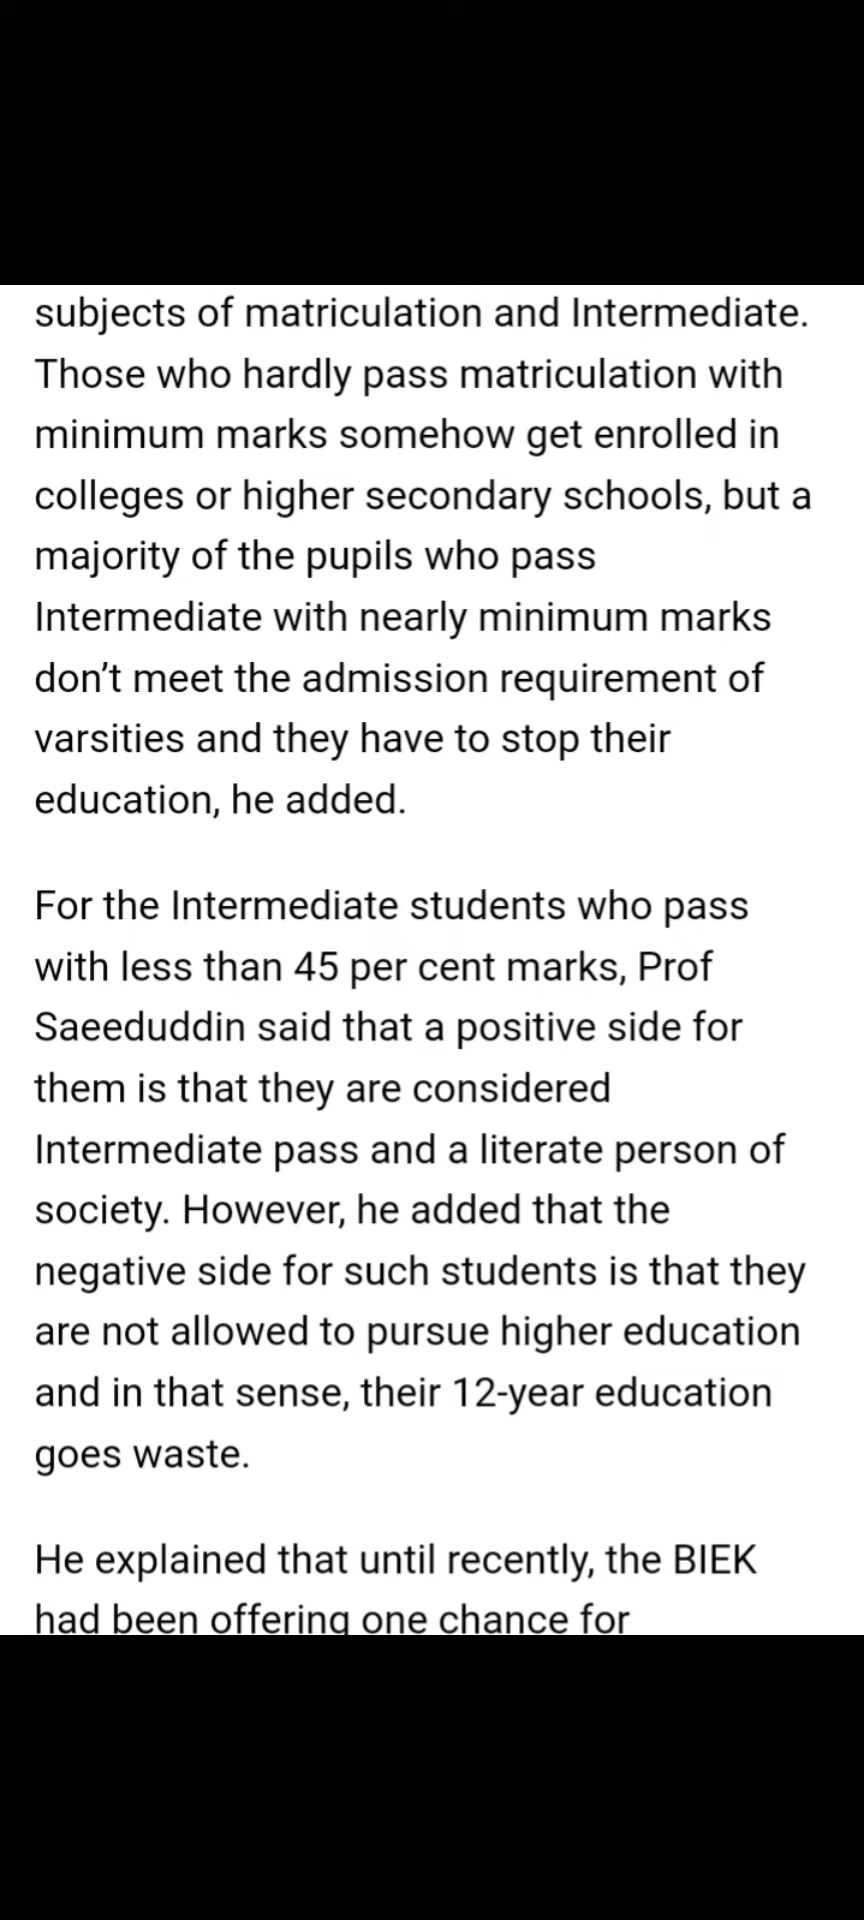 subjects of matriculation and Intermediate.
Those who hardly pass matriculation with
minimum marks somehow get enrolled in
colleges or higher secondary schools, but a
majority of the pupils who pass
Intermediate with nearly minimum marks
don’t meet the admission requirement of
varsities and they have to stop their
education, he added.
For the Intermediate students who pass
with less than 45 per cent marks, Prof
Saeeduddin said that a positive side for
them is that they are considered
Intermediate pass and a literate person of
society. However, he added that the
negative side for such students is that they
are not allowed to pursue higher education
and in that sense, their 12-year education
goes waste.
He explained that until recently, the BIEK
had been offering one chance for